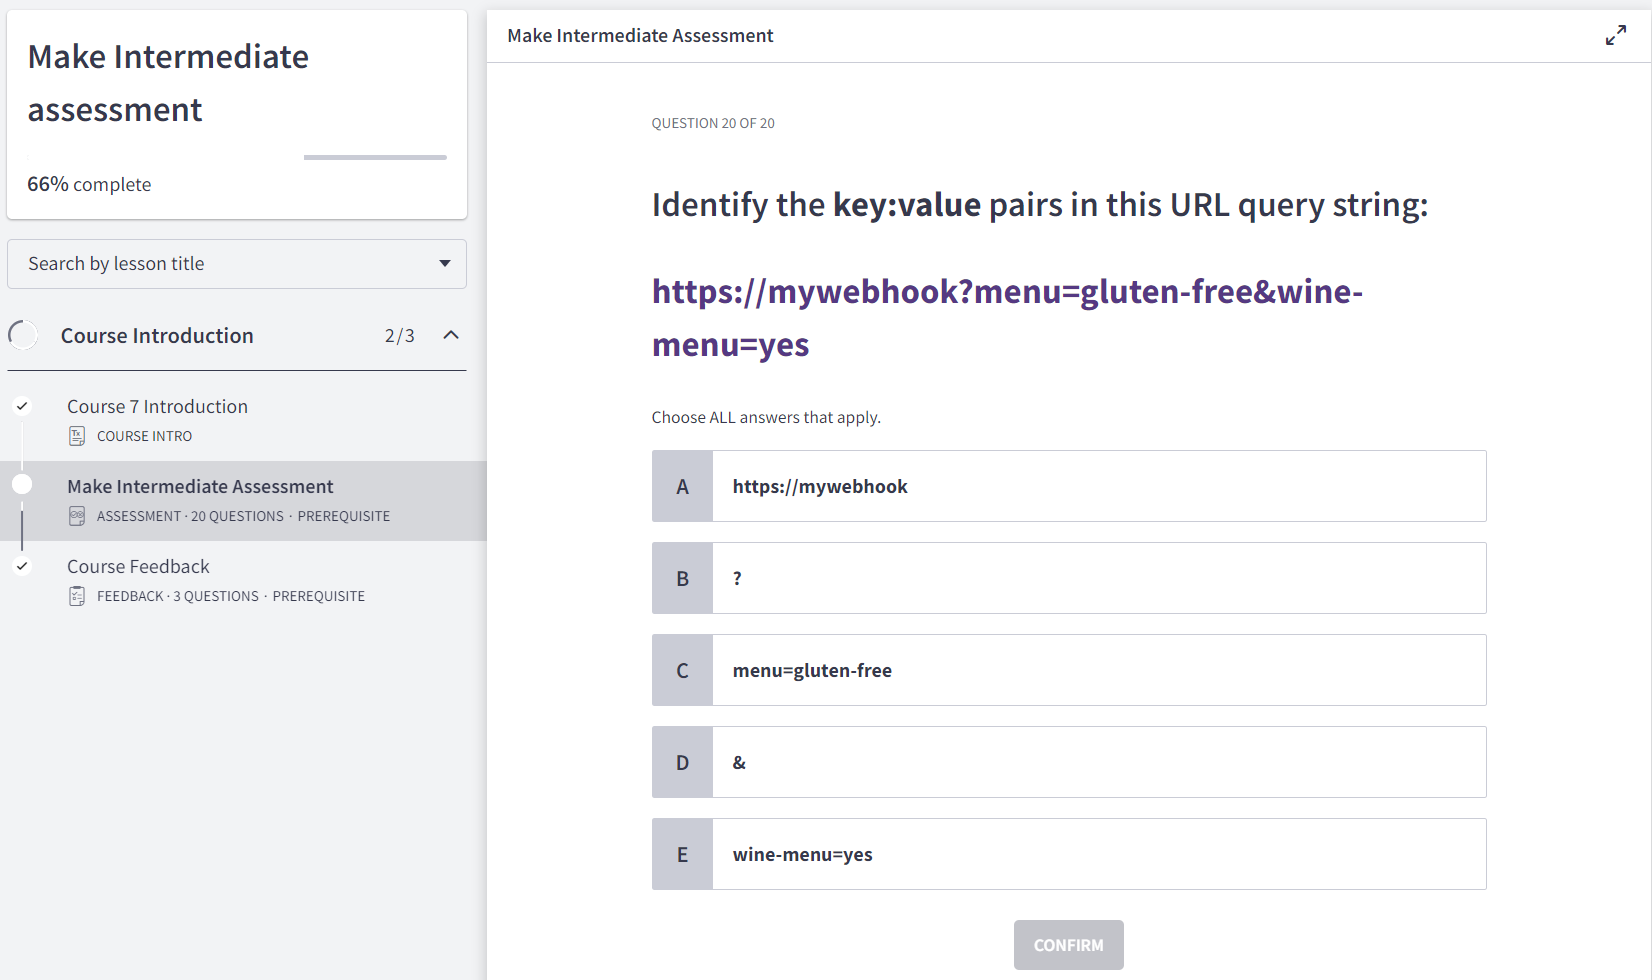 Make Intermediate
assessment
66% complete
Search by lesson title
Course Introduction 2/3
Course 7 Introduction
COURSE INTRO
Make Intermediate Assessment
ASSESSMENT · 20 QUESTIONS · PREREQUISITE
Course Feedback
FEEDBACK · 3 QUESTIONS · PREREQUISITE
Make Intermediate Assessment
QUESTION 20 OF 20
Identify the key:value pairs in this URL query string:
https://mywebhook?menu=gluten-free&wine-
menu=yes
Choose ALL answers that apply.
A https://mywebhook
B ?
C menu=gluten-free
D &
E wine-menu=yes
CONFIRM